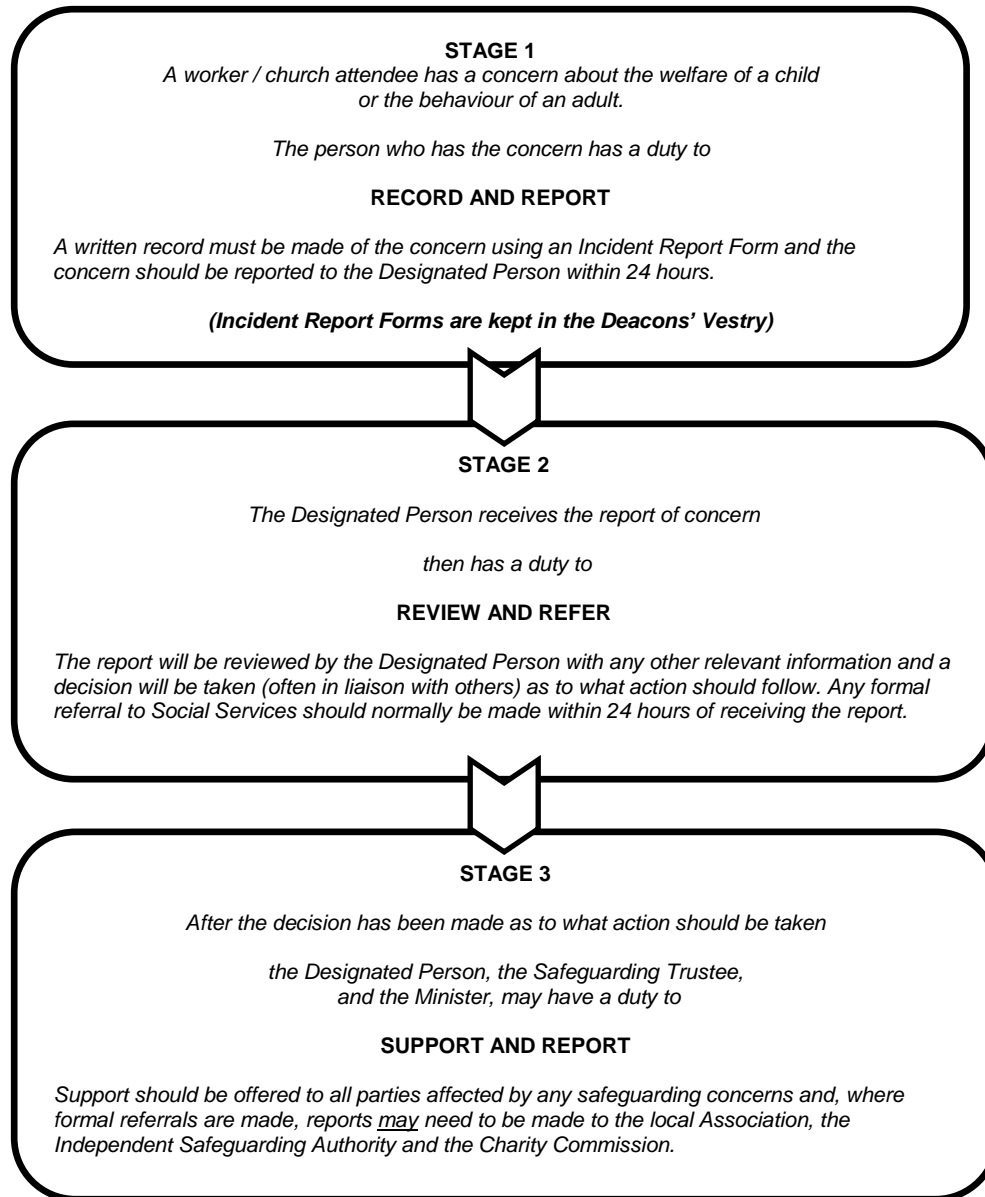 STAGE 1
A worker / church attendee has a concern about the welfare of a child
or the behaviour of an adult.
The person who has the concern has a duty to
RECORD AND REPORT
A written record must be made of the concern using an Incident Report Form and the
concern should be reported to the Designated Person within 24 hours.
(Incident Report Forms are kept in the Deacons’ Vestry)
STAGE 2
The Designated Person receives the report of concern
then has a duty to
REVIEW AND REFER
The report will be reviewed by the Designated Person with any other relevant information and a
decision will be taken (often in liaison with others) as to what action should follow. Any formal
referral to Social Services should normally be made within 24 hours of receiving the report.
STAGE 3
After the decision has been made as to what action should be taken
the Designated Person, the Safeguarding Trustee,
and the Minister, may have a duty to
SUPPORT AND REPORT
Support should be offered to all parties affected by any safeguarding concerns and, where
formal referrals are made, reports may need to be made to the local Association, the
Independent Safeguarding Authority and the Charity Commission.